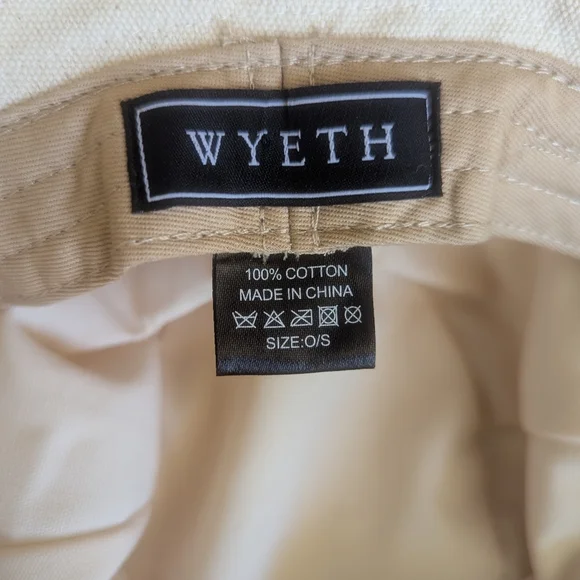 WYETH
100% COTTON
MADE IN CHINA
SIZE:O/S